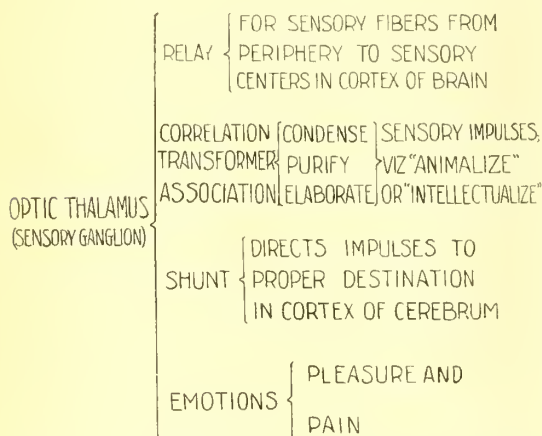 FOR SENSORY FIBERS FROM
RELAY PERIPHERY TO SENSORY
CENTERS IN CORTEX OF BRAIN
CORRELATION CONDENSE SENSORY IMPULSES,
TRANSFORMER PURIFY VIZ "ANIMALIZE"
ASSOCIATION ELABORATE OR "INTELLECTUALIZE"
OPTIC THALAMUS
(SENSORY GANGLION)
DIRECTS IMPULSES TO
SHUNT PROPER DESTINATION
IN CORTEX OF CEREBRUM
PLEASURE AND
EMOTIONS
PAIN